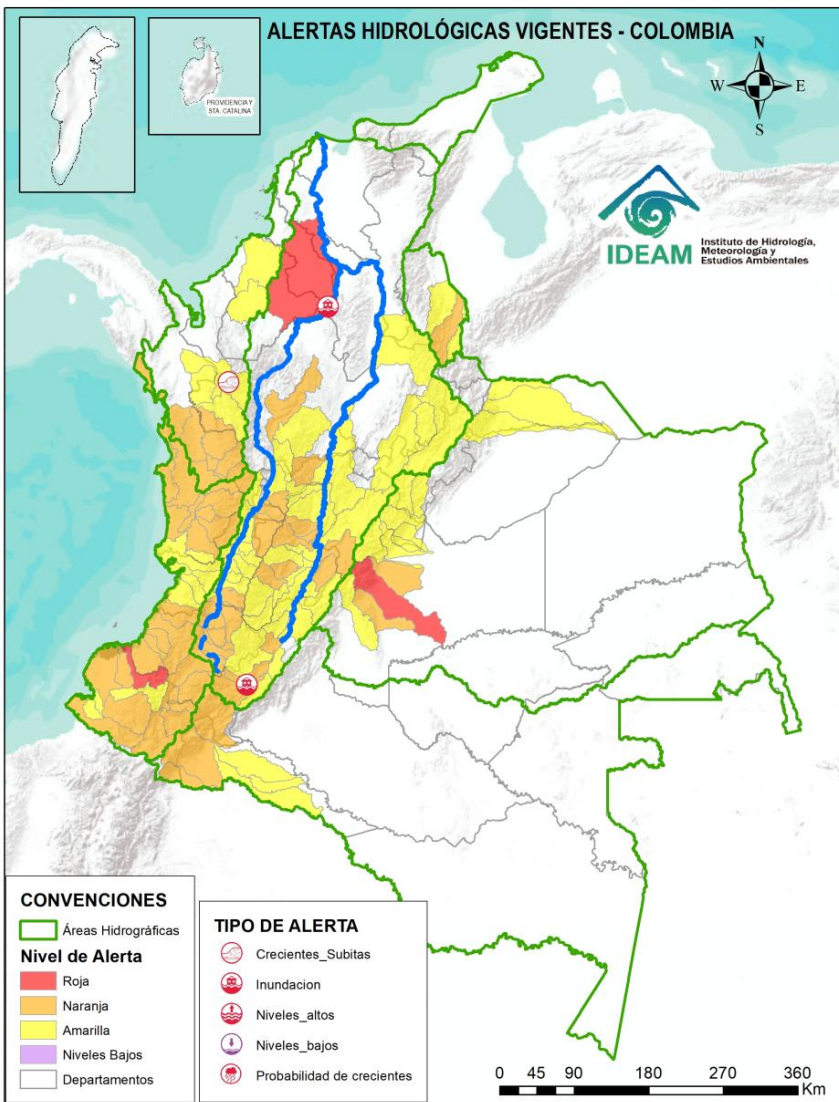 ALERTAS HIDROLÓGICAS VIGENTES - COLOMBIA
PROVIDENCIA Y
STA. CATALINA
N
W
E
S
IDEAM
Instituto de Hidrología,
Meteorología y
Estudios Ambientales
CONVENCIONES
Áreas Hidrográficas
Nivel de Alerta
Roja
Naranja
Amarilla
Niveles Bajos
Departamentos
TIPO DE ALERTA
Crecientes_Subitas
Inundacion
Niveles_altos
Niveles_bajos
Probabilidad de crecientes
0 45 90 180 270 360
Km